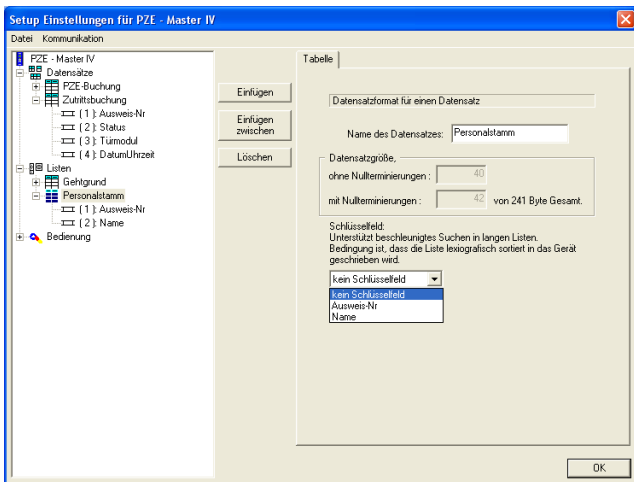 Setup Einstellungen für PZE - Master IV
Datei Kommunikation
PZE - Master IV
Datensätze
PZE-Buchung
Zutrittsbuchung
( 1 ): Ausweis-Nr
( 2 ): Status
( 3 ): Türmodul
( 4 ): DatumUhrzeit
Listen
Gehtgrund
Personalstamm
( 1 ): Ausweis-Nr
( 2 ): Name
Bedienung
Einfügen
Einfügen
zwischen
Löschen
Tabelle
Datensatzformat für einen Datensatz
Name des Datensatzes: Personalstamm
Datensatzgröße,
ohne Nullterminierungen : 40
mit Nullterminierungen : 42 von 241 Byte Gesamt.
Schlüsselfeld:
Unterstützt beschleunigtes Suchen in langen Listen.
Bedingung ist, dass die Liste lexiografisch sortiert in das Gerät
geschrieben wird.
kein Schlüsselfeld
kein Schlüsselfeld
Ausweis-Nr
Name
OK